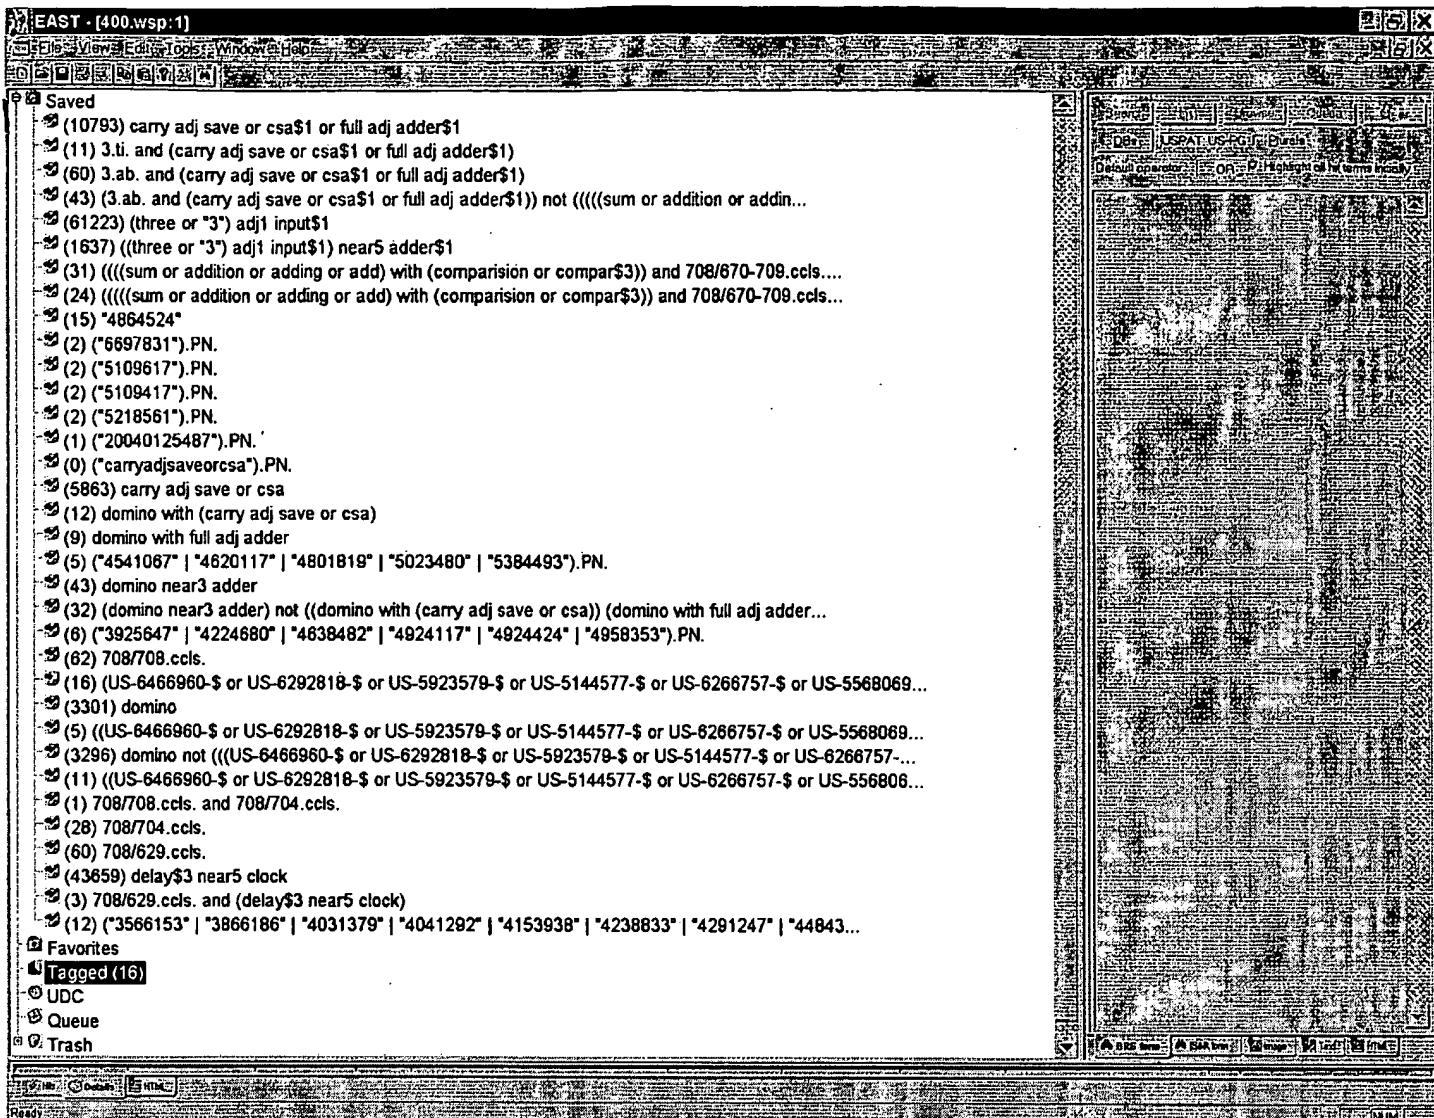 EAST - [400.wsp:1]
File View Edit Tools Window Help
Saved
(10793) carry adj save or csa$1 or full adj adder$1
(11) 3.ti. and (carry adj save or csa$1 or full adj adder$1)
(60) 3.ab. and (carry adj save or csa$1 or full adj adder$1)
(43) (3.ab. and (carry adj save or csa$1 or full adj adder$1)) not (((((sum or addition or addin...
(61223) (three or "3") adj1 input$1
(1637) ((three or "3") adj1 input$1) near5 adder$1
(31) ((((sum or addition or adding or add) with (comparision or compar$3)) and 708/670-709.ccls....
(24) (((((sum or addition or adding or add) with (comparision or compar$3)) and 708/670-709.ccls...
(15) "4864524"
(2) ("6697831").PN.
(2) ("5109617").PN.
(2) ("5109417").PN.
(2) ("5218561").PN.
(1) ("20040125487").PN.
(0) ("carryadjsaveorcsa").PN.
(5863) carry adj save or csa
(12) domino with (carry adj save or csa)
(9) domino with full adj adder
(5) ("4541067" | "4620117" | "4801819" | "5023480" | "5384493").PN.
(43) domino near3 adder
(32) (domino near3 adder) not ((domino with (carry adj save or csa)) (domino with full adj adder...
(6) ("3925647" | "4224680" | "4638482" | "4924117" | "4924424" | "4958353").PN.
(62) 708/708.ccls.
(16) (US-6466960-$ or US-6292818-$ or US-5923579-$ or US-5144577-$ or US-6266757-$ or US-5568069...
(3301) domino
(5) ((US-6466960-$ or US-6292818-$ or US-5923579-$ or US-5144577-$ or US-6266757-$ or US-5568069...
(3296) domino not (((US-6466960-$ or US-6292818-$ or US-5923579-$ or US-5144577-$ or US-6266757-...
(11) ((US-6466960-$ or US-6292818-$ or US-5923579-$ or US-5144577-$ or US-6266757-$ or US-556806...
(1) 708/708.ccls. and 708/704.ccls.
(28) 708/704.ccls.
(60) 708/629.ccls.
(43659) delay$3 near5 clock
(3) 708/629.ccls. and (delay$3 near5 clock)
(12) ("3566153" | "3866186" | "4031379" | "4041292" | "4153938" | "4238833" | "4291247" | "44843...
Favorites
Tagged (16)
UDC
Queue
Trash
DBs USPAT
Default operator: OR Highlight all hit terms initially
Hits Details HTML
Ready
NUM